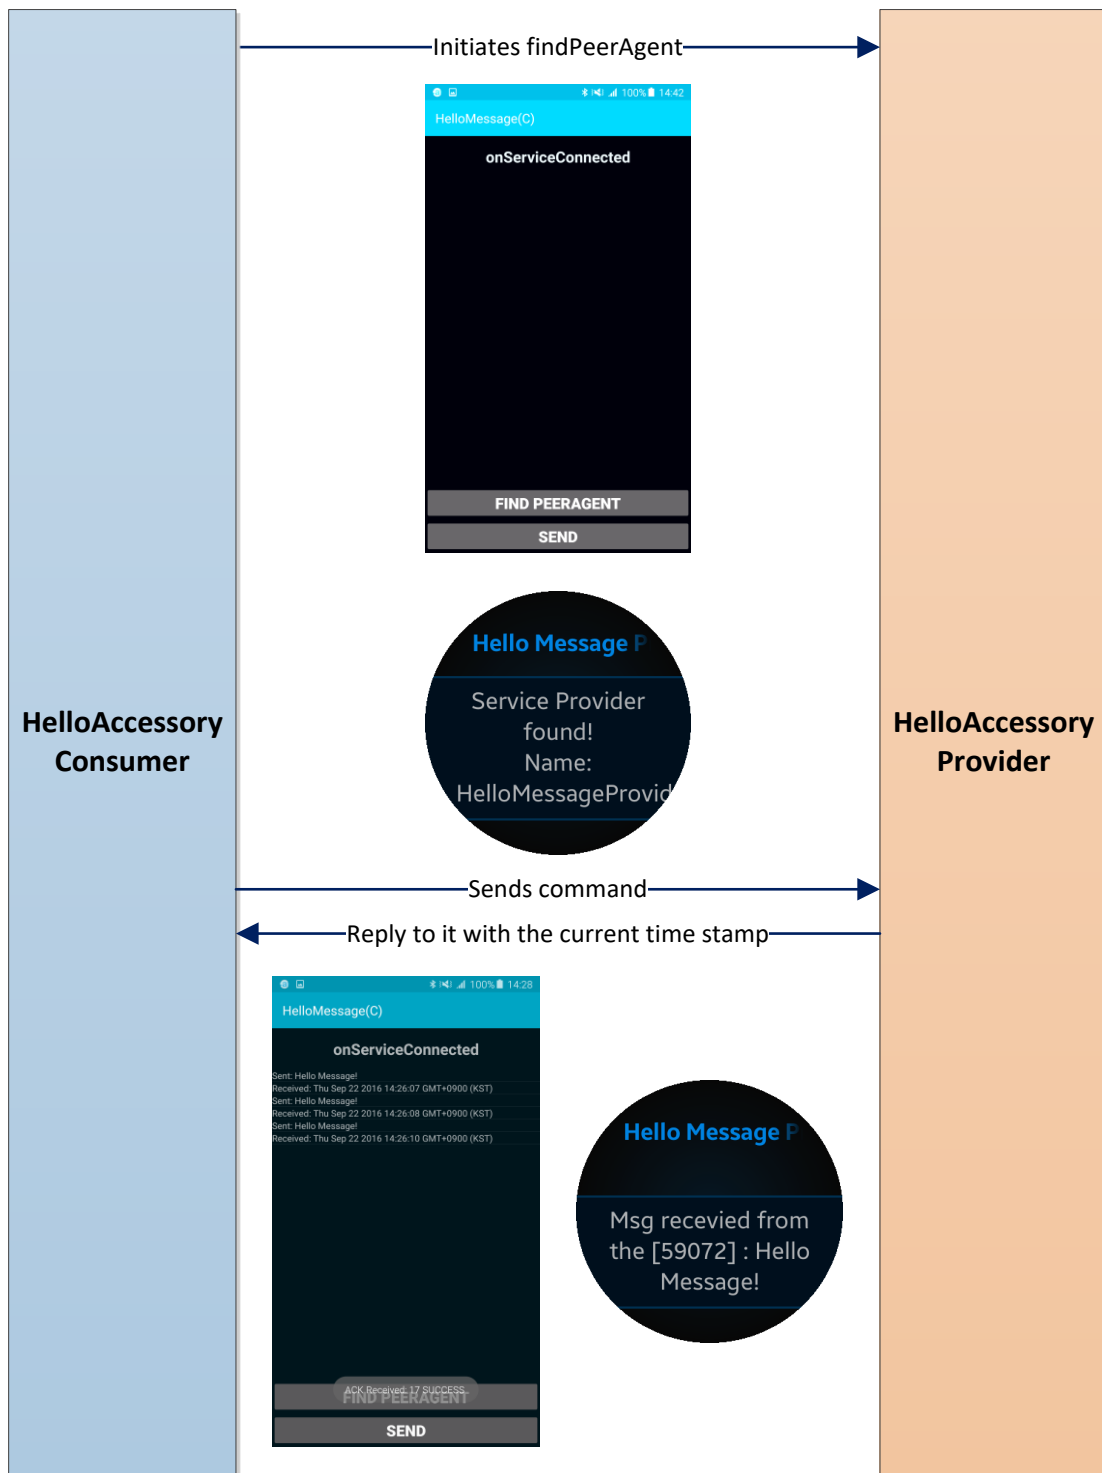 Initiates findPeerAgent
100% 14:42
HelloMessage(C)
onServiceConnected
FIND PEERAGENT
SEND
Hello Message P
Service Provider
found!
Name:
HelloMessageProvid
HelloAccessory
Consumer
HelloAccessory
Provider
Sends command
Reply to it with the current time stamp
100% 14:28
HelloMessage(C)
onServiceConnected
Sent: Hello Message!
Received: Thu Sep 22 2016 14:26:07 GMT+0900 (KST)
Sent: Hello Message!
Received: Thu Sep 22 2016 14:26:08 GMT+0900 (KST)
Sent: Hello Message!
Received: Thu Sep 22 2016 14:26:10 GMT+0900 (KST)
ACK Received: 17 SUCCESS
FIND PEERAGENT
SEND
Hello Message P
Msg recevied from
the [59072] : Hello
Message!